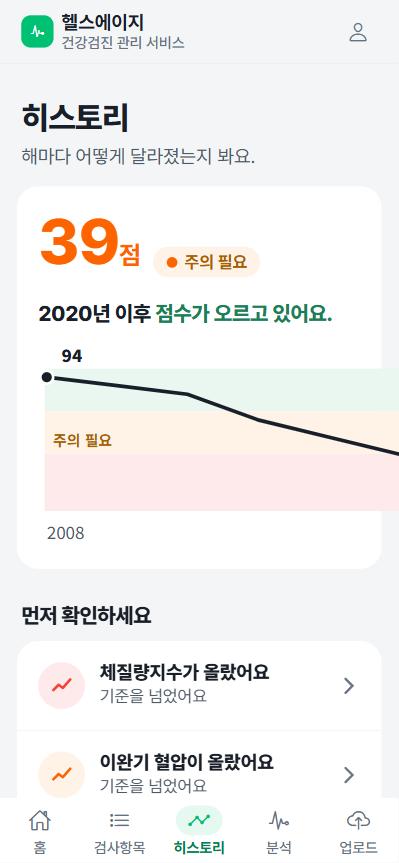 헬스에이지
건강검진 관리 서비스
히스토리
해마다 어떻게 달라졌는지 봐요.
39점
주의 필요
2020년 이후 점수가 오르고 있어요.
94
주의 필요
2008
먼저 확인하세요
체질량지수가 올랐어요
기준을 넘었어요
이완기 혈압이 올랐어요
기준을 넘었어요
홈
검사항목
히스토리
분석
업로드